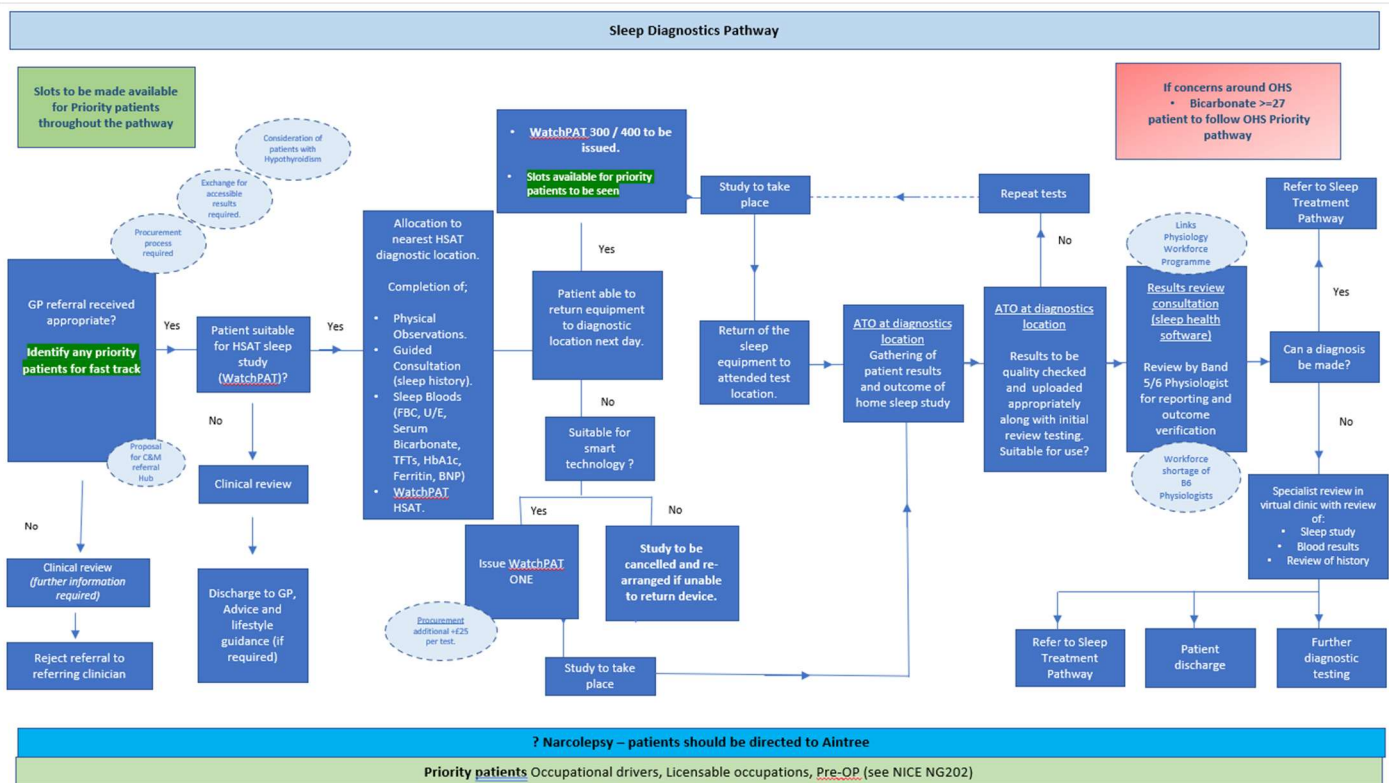 Sleep Diagnostics Pathway
Slots to be made available
for Priority patients
throughout the pathway
If concerns around OHS
• Bicarbonate >=27
patient to follow OHS Priority
pathway
Consideration of
patients with
Hypothyroidism
Exchange for
accessible
results
required.
Procurement
process
required
GP referral received
appropriate?
Identify any priority
patients for fast track
Proposal
for C&M
referral
Hub
No
Clinical review
(further information
required)
Reject referral to
referring clinician
Yes
Patient suitable
for HSAT sleep
study
(WatchPAT)?
No
Clinical review
Discharge to GP,
Advice and
lifestyle
guidance (if
required)
Yes
Allocation to
nearest HSAT
diagnostic location.
Completion of;
• Physical
Observations.
• Guided
Consultation
(sleep history).
• Sleep Bloods
(FBC, U/E,
Serum
Bicarbonate,
TFTs, HbA1c,
Ferritin, BNP)
• WatchPAT
HSAT.
• WatchPAT 300 / 400 to be
issued.
• Slots available for priority
patients to be seen
Yes
Patient able to
return equipment
to diagnostic
location next day.
No
Suitable for
smart
technology ?
Yes
No
Issue WatchPAT
ONE
Procurement
additional +£25
per test.
Study to be
cancelled and re-
arranged if unable
to return device.
Study to take
place
Study to take
place
Return of the
sleep
equipment to
attended test
location.
ATO at diagnostics
location
Gathering of
patient results
and outcome of
home sleep study
Repeat tests
No
ATO at diagnostics
location
Results to be
quality checked
and uploaded
appropriately
along with initial
review testing.
Suitable for use?
Links
Physiology
Workforce
Programme
Results review
consultation
(sleep health
software)
Review by Band
5/6 Physiologist
for reporting and
outcome
verification
Workforce
shortage of
B6
Physiologists
Refer to Sleep
Treatment
Pathway
Yes
Can a diagnosis
be made?
No
Specialist review in
virtual clinic with review
of:
• Sleep study
• Blood results
• Review of history
Refer to Sleep
Treatment
Pathway
Patient
discharge
Further
diagnostic
testing
? Narcolepsy – patients should be directed to Aintree
Priority patients Occupational drivers, Licensable occupations, Pre-OP (see NICE NG202)